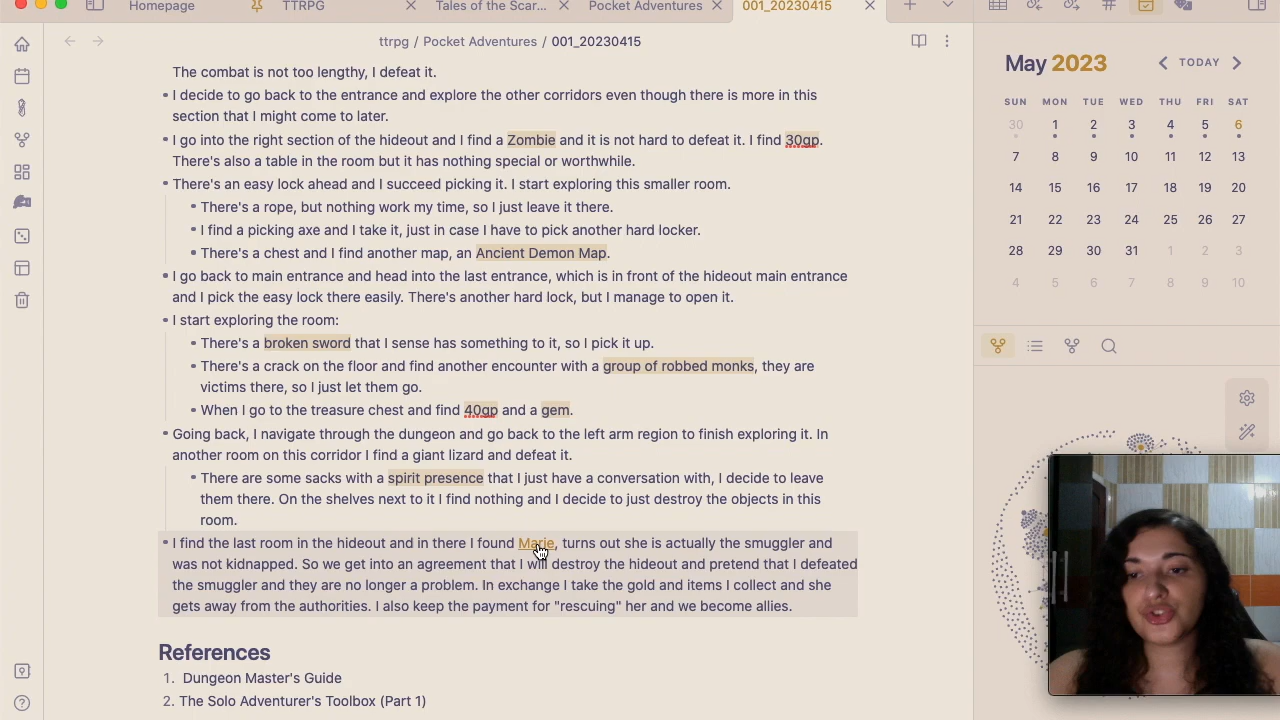 Homepage
TTRPG
Tales of the Scar...
Pocket Adventures
001_20230415
ttrpg / Pocket Adventures / 001_20230415
The combat is not too lengthy, I defeat it.
I decide to go back to the entrance and explore the other corridors even though there is more in this
section that I might come to later.
I go into the right section of the hideout and I find a Zombie and it is not hard to defeat it. I find 30gp.
There's also a table in the room but it has nothing special or worthwhile.
There's an easy lock ahead and I succeed picking it. I start exploring this smaller room.
There's a rope, but nothing work my time, so I just leave it there.
I find a picking axe and I take it, just in case I have to pick another hard locker.
There's a chest and I find another map, an Ancient Demon Map.
I go back to main entrance and head into the last entrance, which is in front of the hideout main entrance
and I pick the easy lock there easily. There's another hard lock, but I manage to open it.
I start exploring the room:
There's a broken sword that I sense has something to it, so I pick it up.
There's a crack on the floor and find another encounter with a group of robbed monks, they are
victims there, so I just let them go.
When I go to the treasure chest and find 40gp and a gem.
Going back, I navigate through the dungeon and go back to the left arm region to finish exploring it. In
another room on this corridor I find a giant lizard and defeat it.
There are some sacks with a spirit presence that I just have a conversation with, I decide to leave
them there. On the shelves next to it I find nothing and I decide to just destroy the objects in this
room.
I find the last room in the hideout and in there I found Marie, turns out she is actually the smuggler and
was not kidnapped. So we get into an agreement that I will destroy the hideout and pretend that I defeated
the smuggler and they are no longer a problem. In exchange I take the gold and items I collect and she
gets away from the authorities. I also keep the payment for "rescuing" her and we become allies.
References
1. Dungeon Master's Guide
2. The Solo Adventurer's Toolbox (Part 1)
May 2023
TODAY
SUN MON TUE WED THU FRI SAT
30 1 2 3 4 5 6
7 8 9 10 11 12 13
14 15 16 17 18 19 20
21 22 23 24 25 26 27
28 29 30 31 1 2 3
4 5 6 7 8 9 10